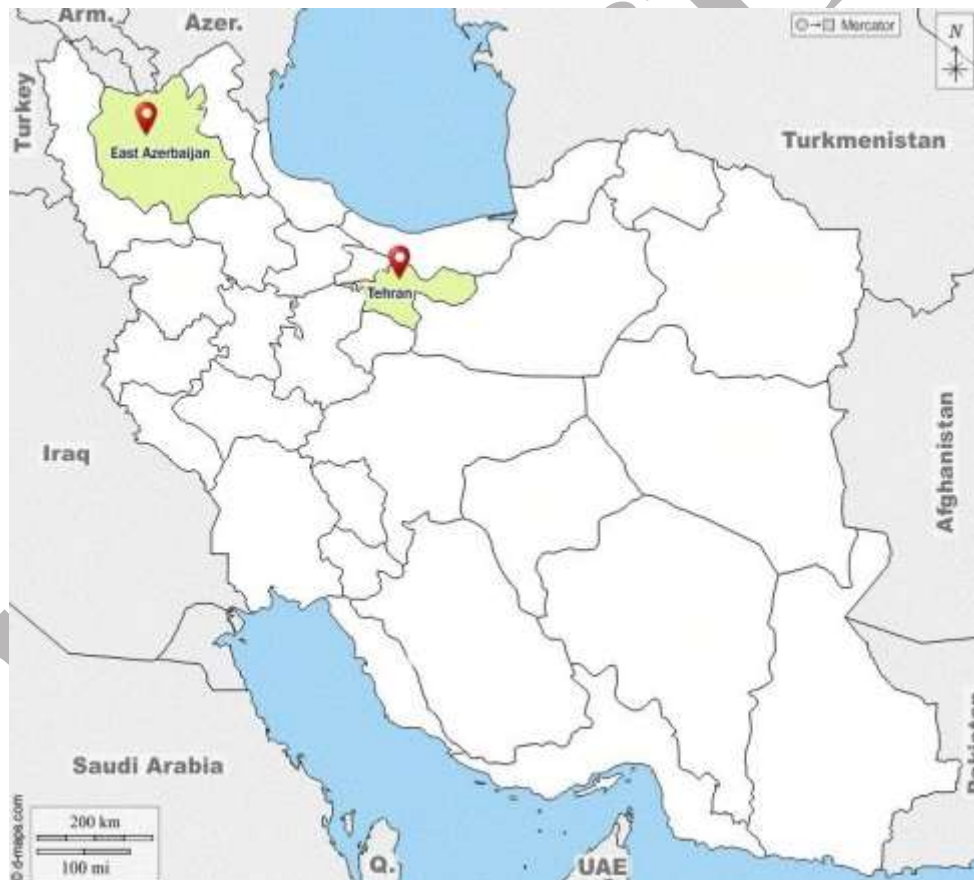 Arm.
Azer.
○→□ Mercator
N
Turkey
Turkmenistan
East Azerbaijan
Tehran
Iraq
Afghanistan
Saudi Arabia
Pakistan
200 km
100 mi
Q.
UAE
© d-maps.com